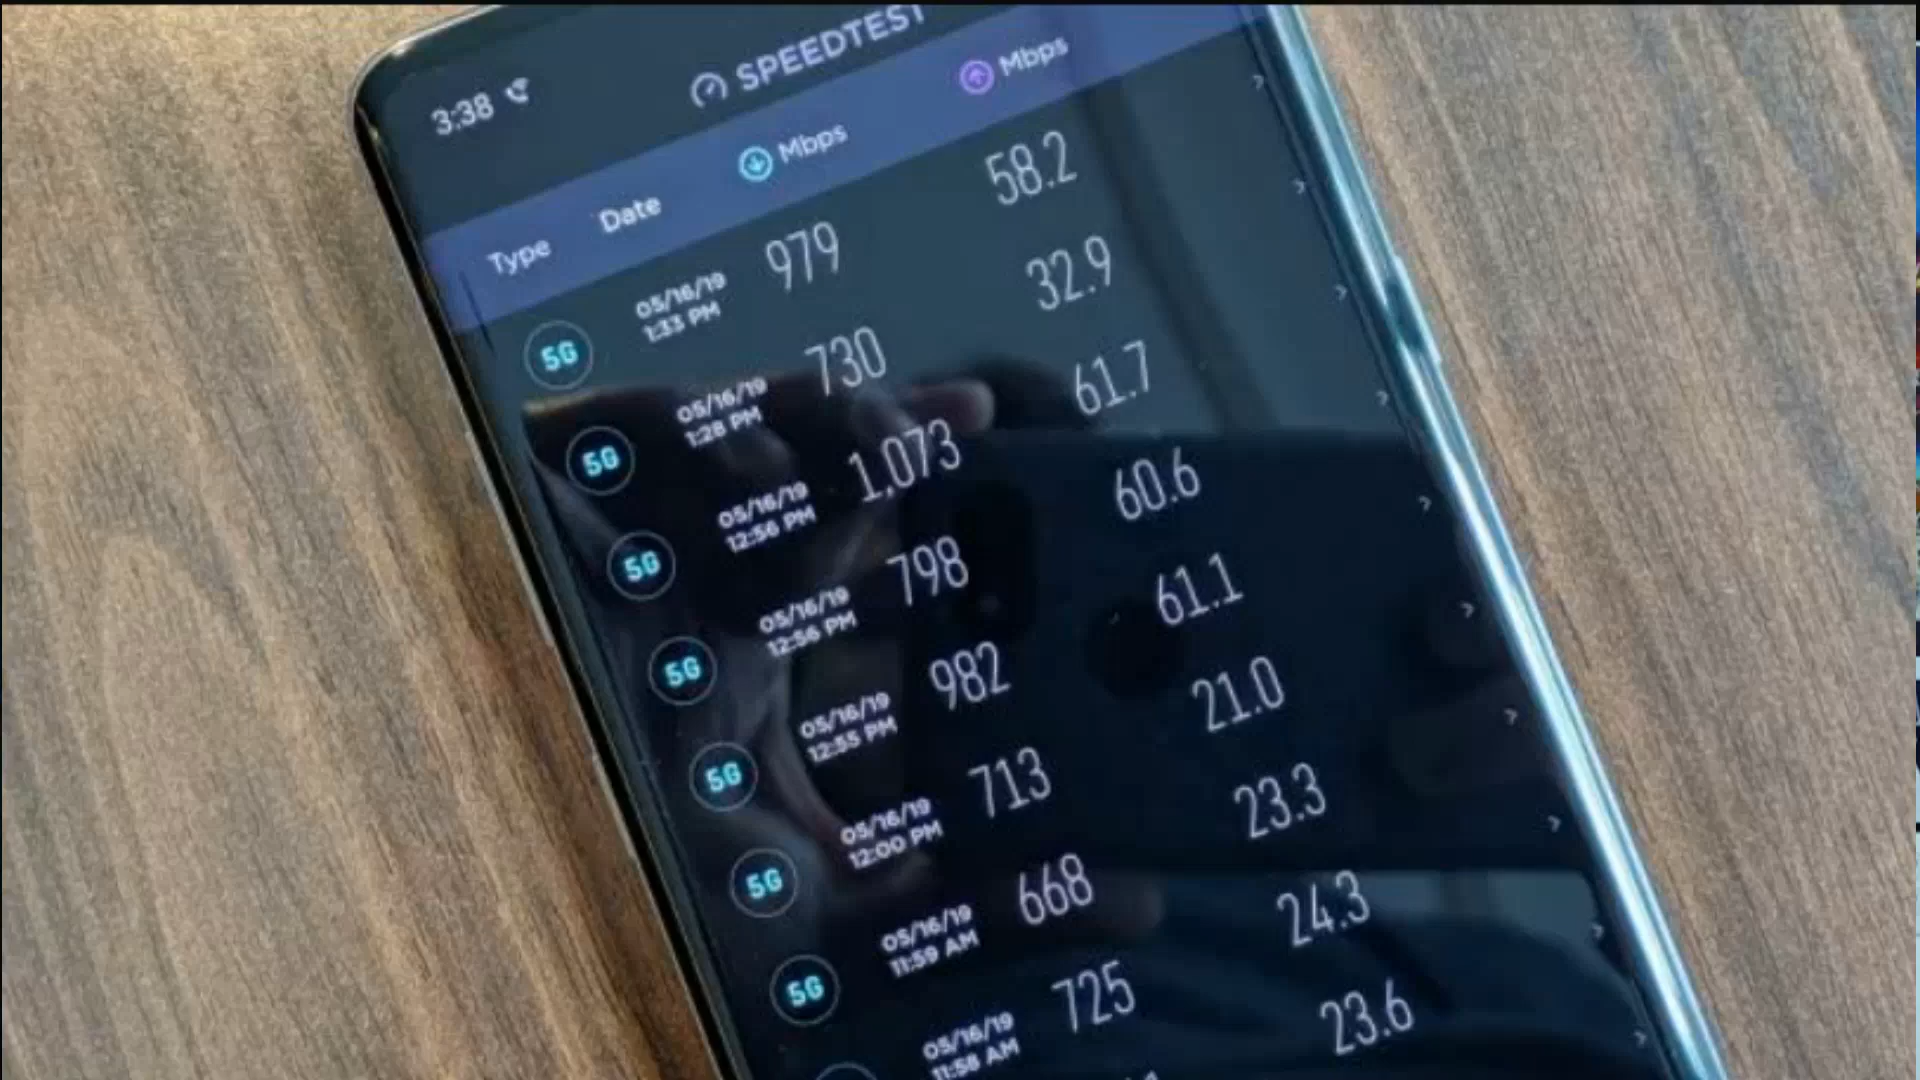 3:38 SPEEDTEST
Type Date Mbps Mbps
5G 05/16/19 979 58.2
1:33 PM
5G 05/16/19 730 32.9
1:28 PM
5G 05/16/19 1,073 61.7
12:56 PM
5G 05/16/19 798 60.6
12:56 PM
5G 05/16/19 982 61.1
12:55 PM
5G 05/16/19 713 21.0
12:00 PM
5G 05/16/19 668 23.3
11:59 AM
05/16/19 725 24.3
11:58 AM
23.6